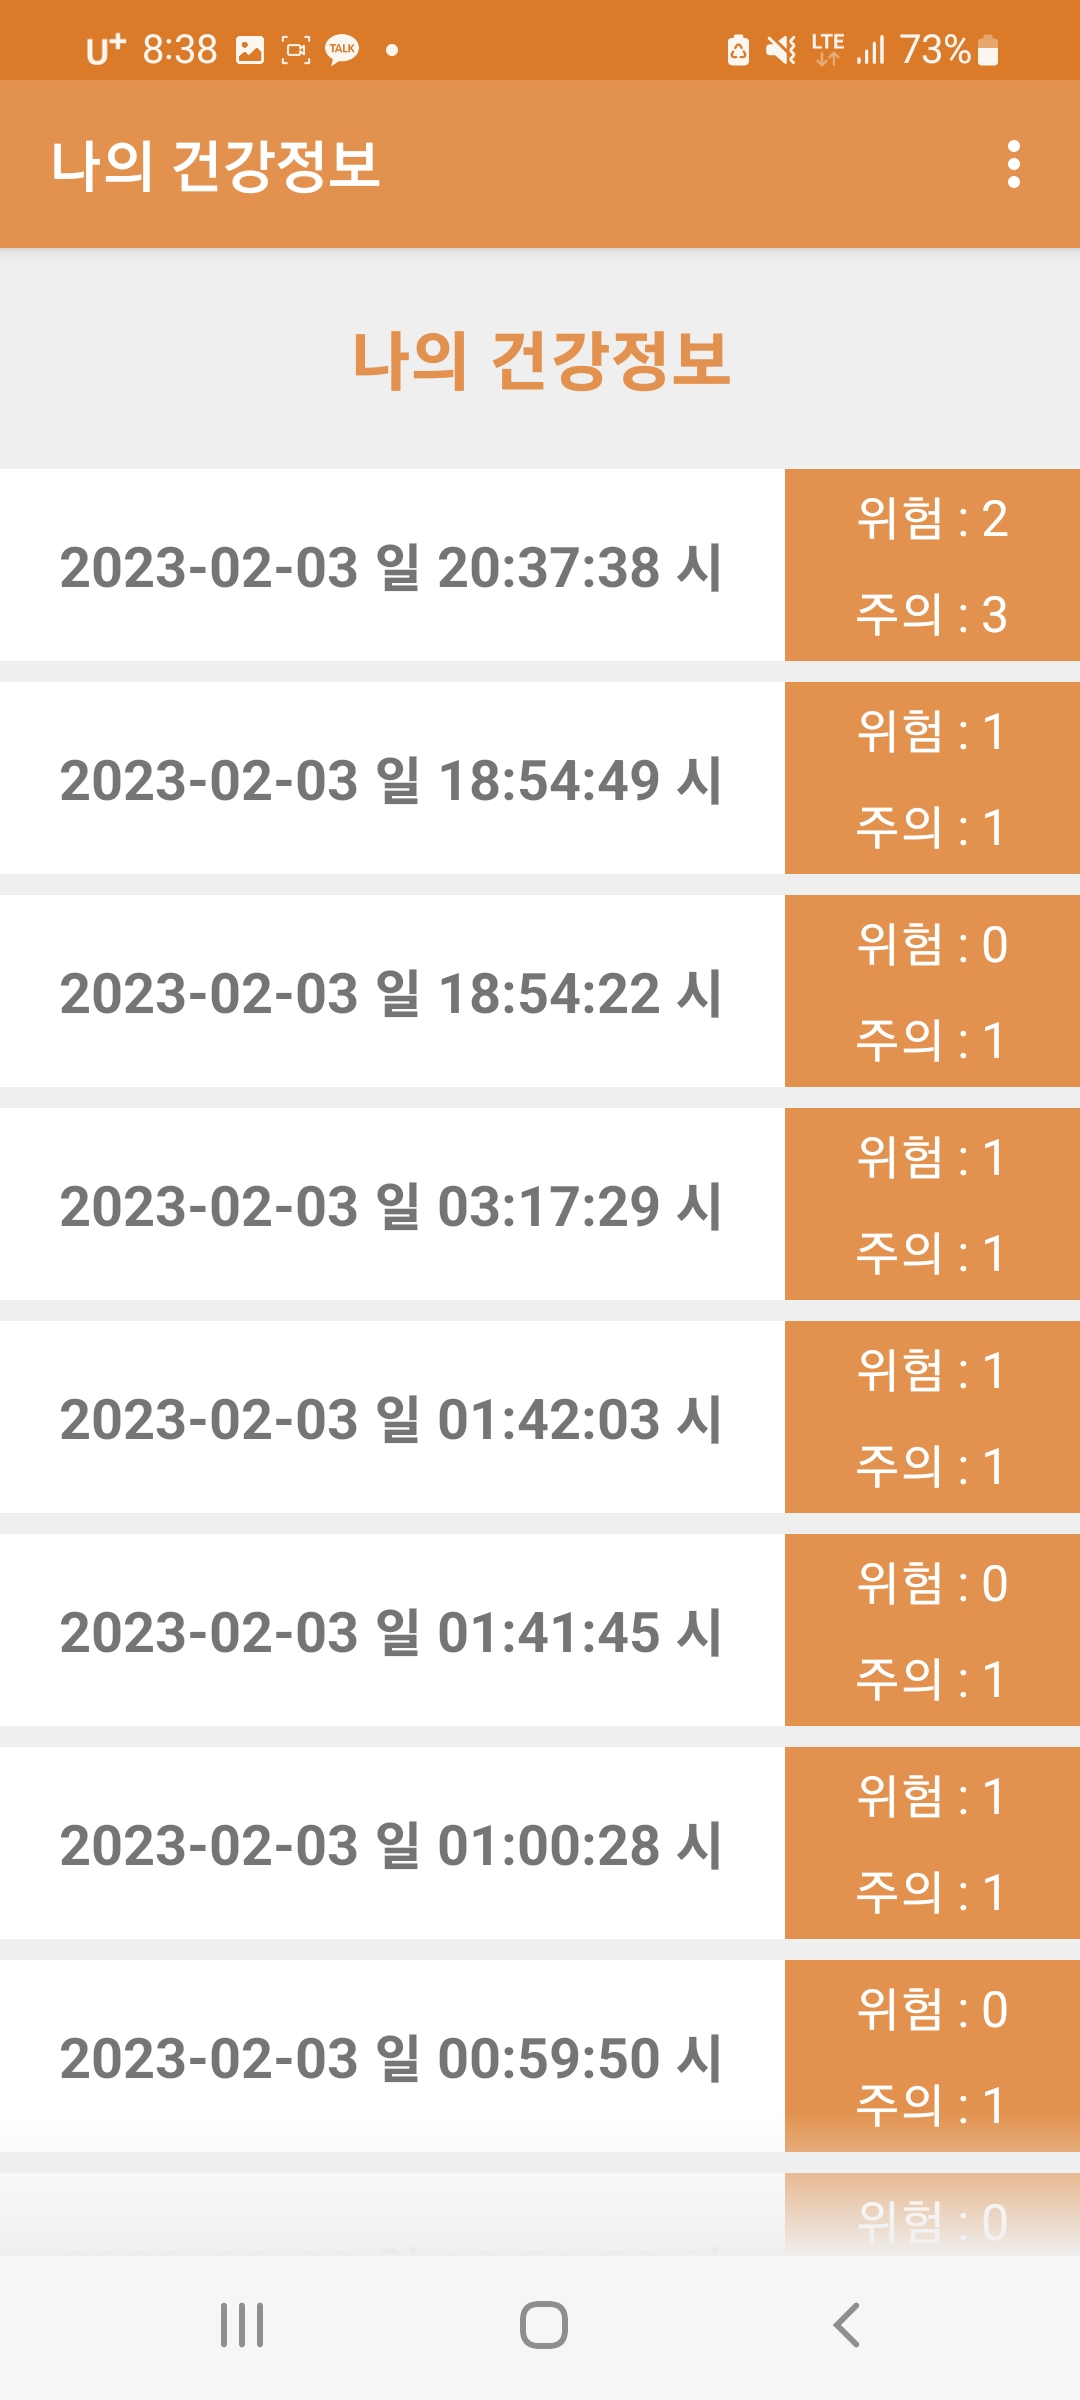 U+ 8:38 TALK LTE 73%
나의 건강정보
나의 건강정보
2023-02-03 일 20:37:38 시
위험 : 2
주의 : 3
2023-02-03 일 18:54:49 시
위험 : 1
주의 : 1
2023-02-03 일 18:54:22 시
위험 : 0
주의 : 1
2023-02-03 일 03:17:29 시
위험 : 1
주의 : 1
2023-02-03 일 01:42:03 시
위험 : 1
주의 : 1
2023-02-03 일 01:41:45 시
위험 : 0
주의 : 1
2023-02-03 일 01:00:28 시
위험 : 1
주의 : 1
2023-02-03 일 00:59:50 시
위험 : 0
주의 : 1
위험 : 0